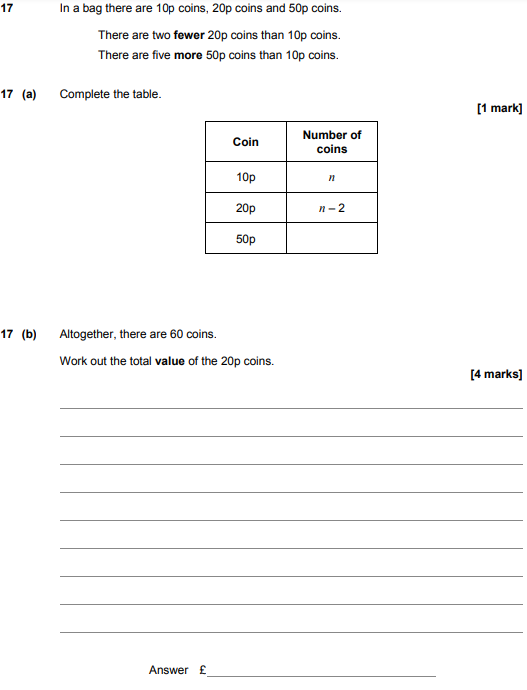 17 In a bag there are 10p coins, 20p coins and 50p coins.
There are two fewer 20p coins than 10p coins.
There are five more 50p coins than 10p coins.
17 (a) Complete the table.
[1 mark]
Coin Number of coins
10p n
20p n – 2
50p
17 (b) Altogether, there are 60 coins.
Work out the total value of the 20p coins.
[4 marks]
Answer £